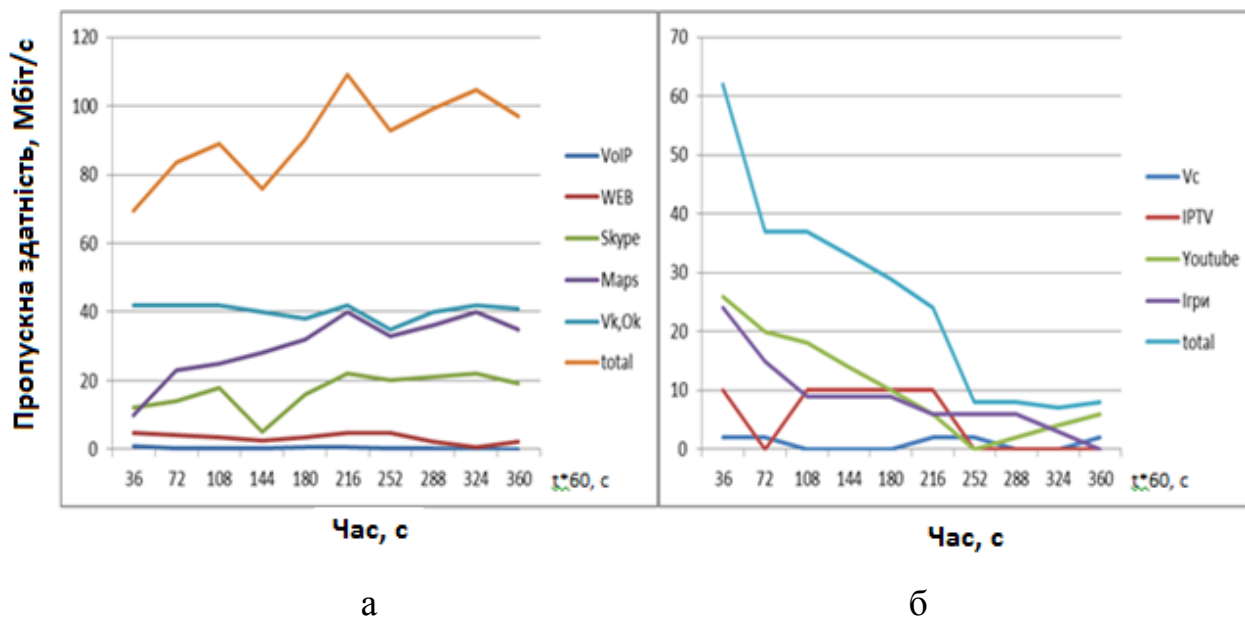 Пропускна здатність, Мбіт/с
120
100
80
60
40
20
0
36 72 108 144 180 216 252 288 324 360 t*60, с
VoIP
WEB
Skype
Maps
Vk,Ok
total
Час, с
а
70
60
50
40
30
20
10
0
36 72 108 144 180 216 252 288 324 360 t*60, с
Vc
IPTV
Youtube
Ігри
total
Час, с
б